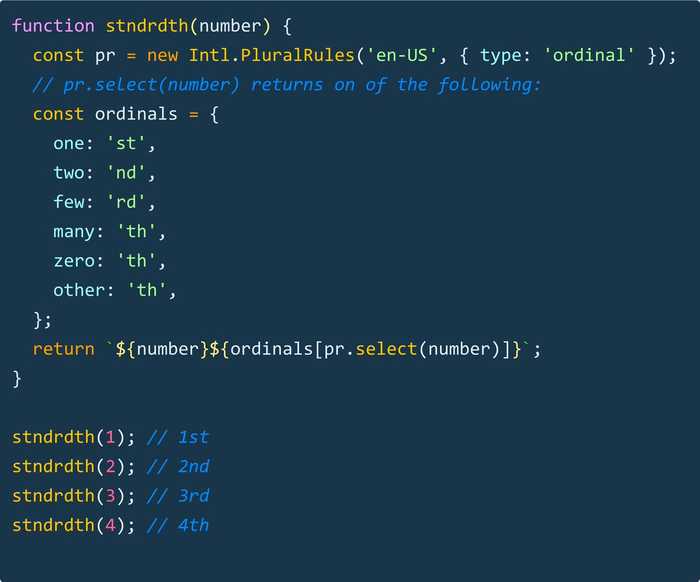 function stndrdth(number) {
  const pr = new Intl.PluralRules('en-US', { type: 'ordinal' });
  // pr.select(number) returns on of the following:
  const ordinals = {
    one: 'st',
    two: 'nd',
    few: 'rd',
    many: 'th',
    zero: 'th',
    other: 'th',
  };
  return `${number}${ordinals[pr.select(number)]}`;
}

stndrdth(1); // 1st
stndrdth(2); // 2nd
stndrdth(3); // 3rd
stndrdth(4); // 4th